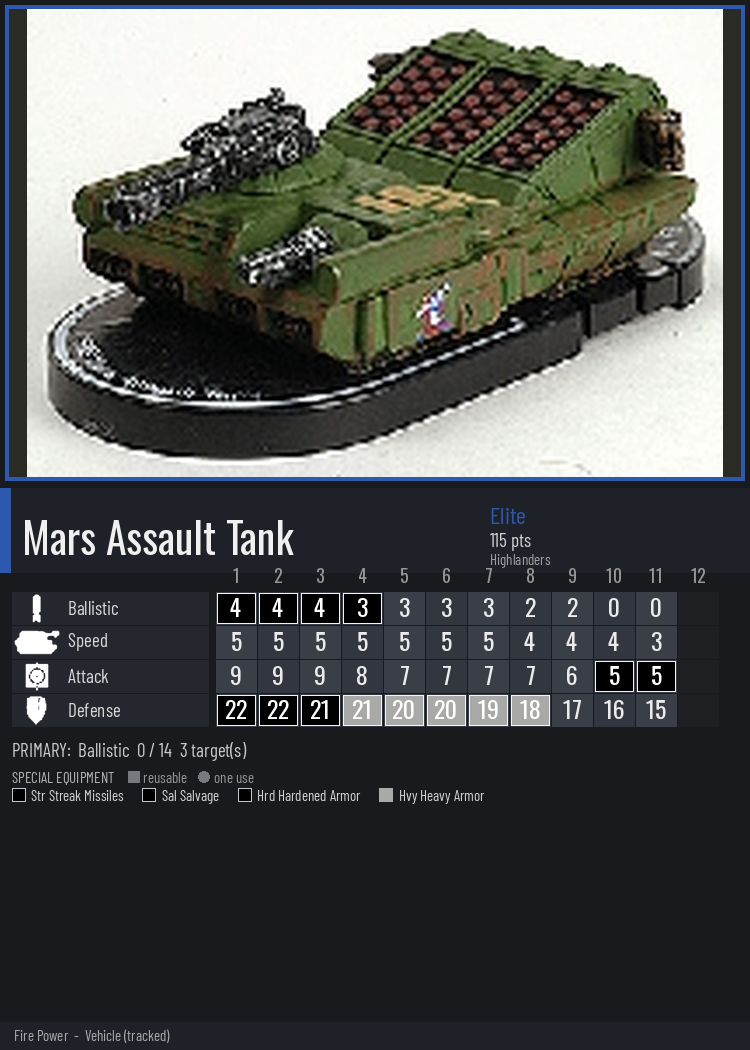 Mars Assault Tank
Elite
115 pts
Highlanders
1 2 3 4 5 6 7 8 9 10 11 12
Ballistic 4 4 4 3 3 3 3 2 2 0 0
Speed 5 5 5 5 5 5 5 4 4 4 3
Attack 9 9 9 8 7 7 7 7 6 5 5
Defense 22 22 21 21 20 20 19 18 17 16 15
PRIMARY: Ballistic 0 / 14 3 target(s)
SPECIAL EQUIPMENT reusable one use
Str Streak Missiles Sal Salvage Hrd Hardened Armor Hvy Heavy Armor
Fire Power - Vehicle (tracked)